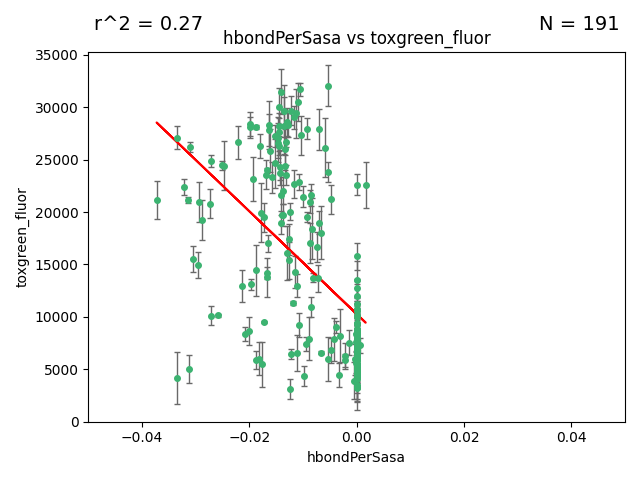 r^2 = 0.27
N = 191
hbondPerSasa vs toxgreen_fluor
35000
30000
25000
20000
15000
10000
5000
0
toxgreen_fluor
−0.04
−0.02
0.00
0.02
0.04
hbondPerSasa